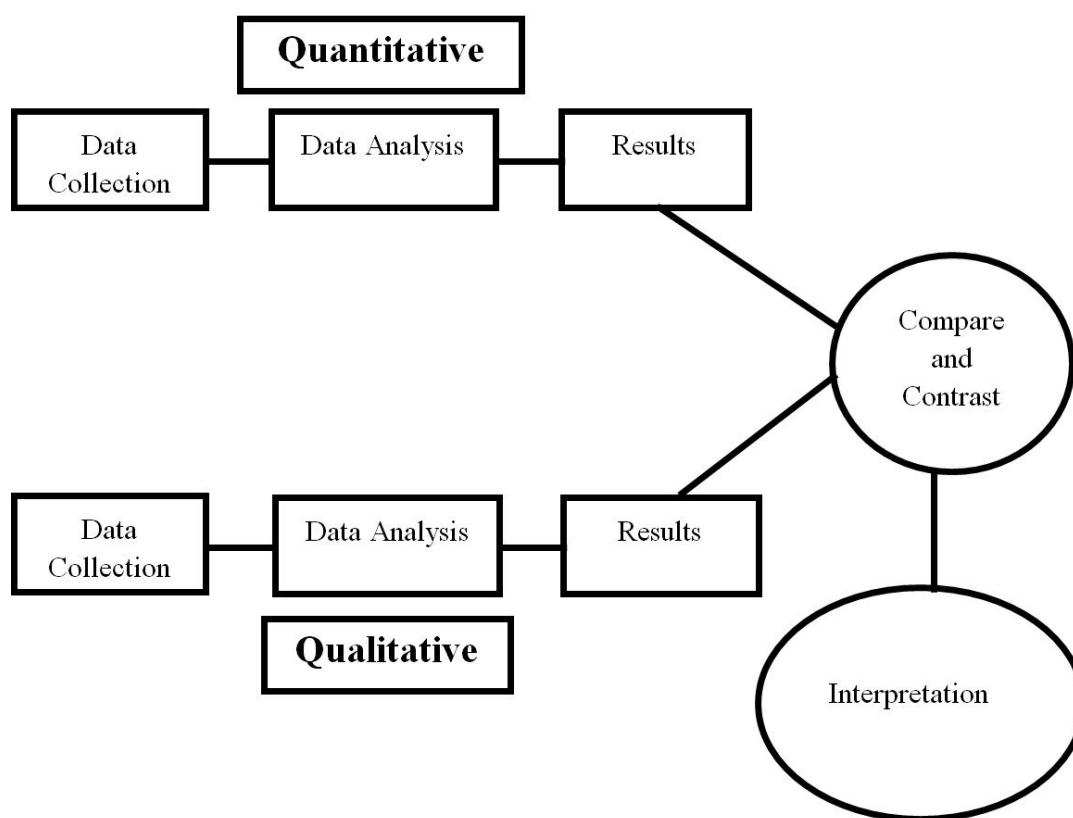 Quantitative
Data
Collection
Data Analysis
Results
Compare
and
Contrast
Data
Collection
Data Analysis
Results
Qualitative
Interpretation